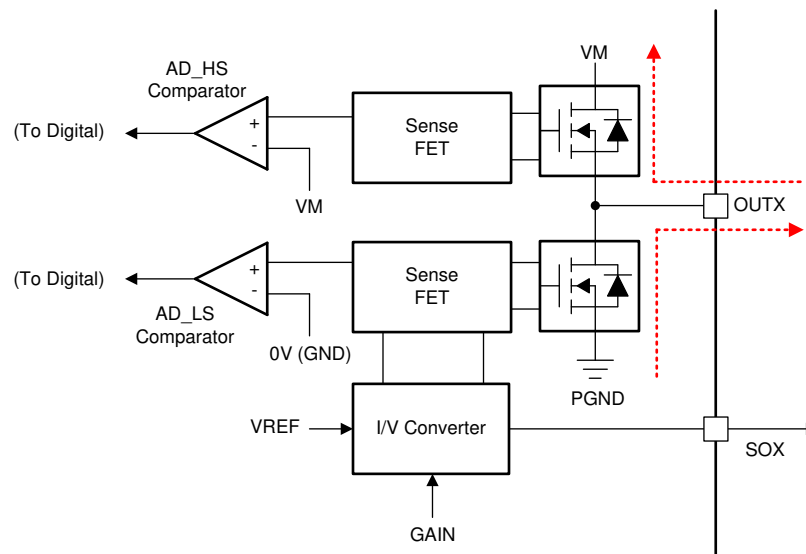 VM
AD_HS
Comparator
(To Digital)
+
-
Sense
FET
VM
OUTX
(To Digital)
+
-
Sense
FET
AD_LS
Comparator
0V (GND)
PGND
VREF
I/V Converter
SOX
GAIN